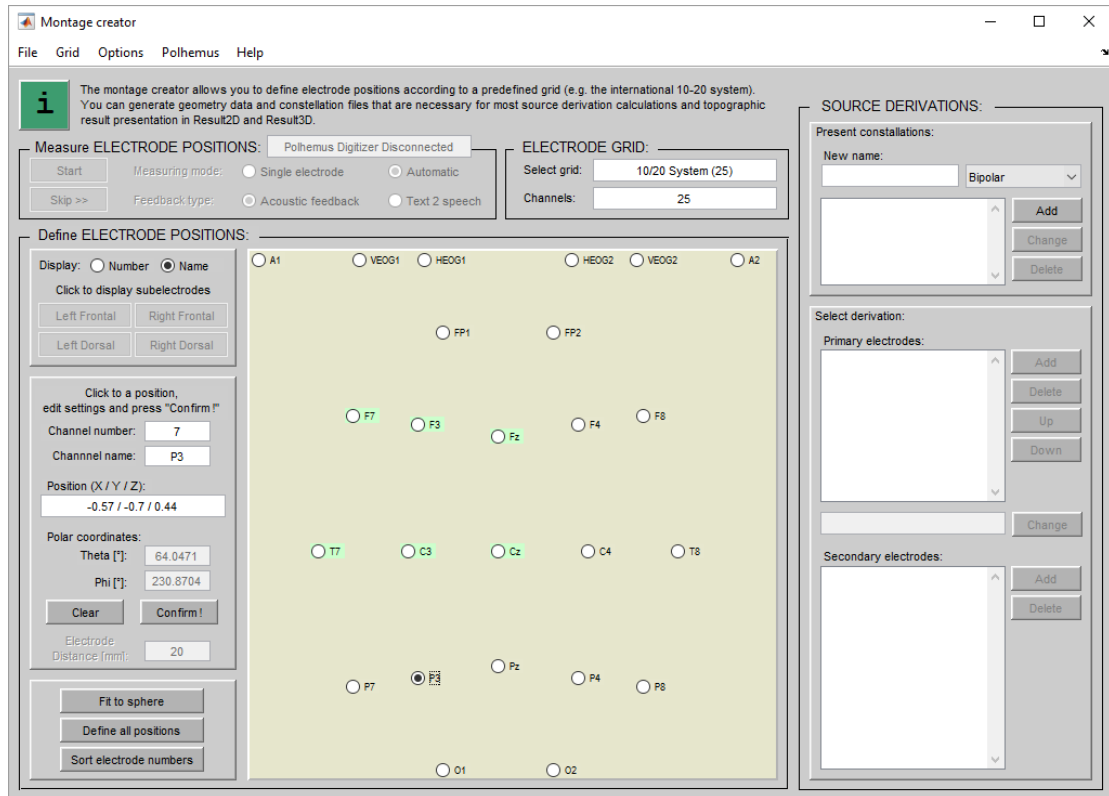 Montage creator
File Grid Options Polhemus Help
i
The montage creator allows you to define electrode positions according to a predefined grid (e.g. the international 10-20 system).
You can generate geometry data and constellation files that are necessary for most source derivation calculations and topographic
result presentation in Result2D and Result3D.
Measure ELECTRODE POSITIONS: Polhemus Digitizer Disconnected
Start Measuring mode: Single electrode Automatic
Skip >> Feedback type: Acoustic feedback Text 2 speech
ELECTRODE GRID:
Select grid: 10/20 System (25)
Channels: 25
Define ELECTRODE POSITIONS:
Display: Number Name
Click to display subelectrodes
Left Frontal Right Frontal
Left Dorsal Right Dorsal
Click to a position,
edit settings and press "Confirm!"
Channel number: 7
Channnel name: P3
Position (X / Y / Z):
-0.57 / -0.7 / 0.44
Polar coordinates:
Theta [°]: 64.0471
Phi [°]: 230.8704
Clear Confirm!
Electrode
Distance [mm]: 20
Fit to sphere
Define all positions
Sort electrode numbers
A1 VEOG1 HEOG1 HEOG2 VEOG2 A2
FP1 FP2
F7 F3 Fz F4 F8
T7 C3 Cz C4 T8
P7 P3 Pz P4 P8
O1 O2
SOURCE DERIVATIONS:
Present constallations:
New name:
Bipolar
Add
Change
Delete
Select derivation:
Primary electrodes:
Add
Delete
Up
Down
Change
Secondary electrodes:
Add
Delete